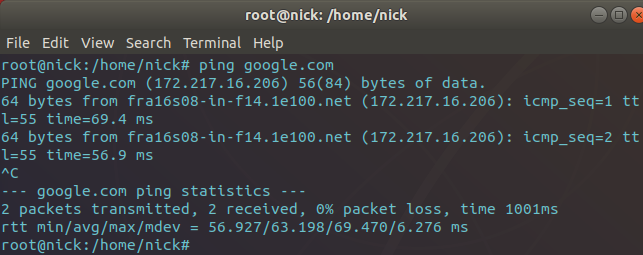 root@nick: /home/nick
File Edit View Search Terminal Help
root@nick:/home/nick# ping google.com
PING google.com (172.217.16.206) 56(84) bytes of data.
64 bytes from fra16s08-in-f14.1e100.net (172.217.16.206): icmp_seq=1 tt
l=55 time=69.4 ms
64 bytes from fra16s08-in-f14.1e100.net (172.217.16.206): icmp_seq=2 tt
l=55 time=56.9 ms
^C
--- google.com ping statistics ---
2 packets transmitted, 2 received, 0% packet loss, time 1001ms
rtt min/avg/max/mdev = 56.927/63.198/69.470/6.276 ms
root@nick:/home/nick#